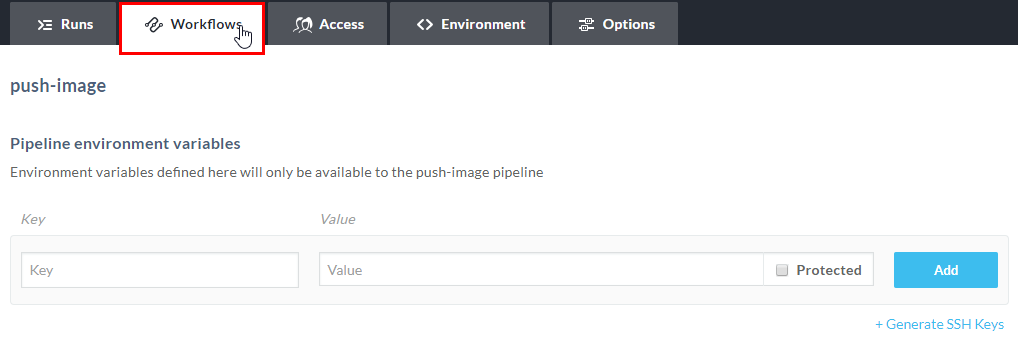 Runs Workflows Access Environment Options
push-image
Pipeline environment variables
Environment variables defined here will only be available to the push-image pipeline
Key Value
Key Value Protected Add
+ Generate SSH Keys